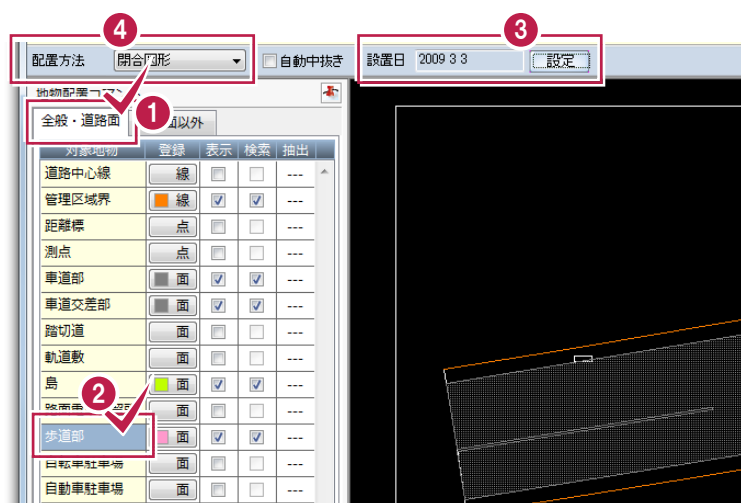 4
3
配置方法 閉合図形 自動中抜き 設置日 2009 3 3 設定
1
全般・道路面 面以外
対象地物 登録 表示 検索 抽出
道路中心線 線 ---
管理区域界 線 ---
距離標 点 ---
測点 点 ---
車道部 面 ---
車道交差部 面 ---
踏切道 面 ---
軌道敷 面 ---
島 面 ---
2
面 ---
歩道部 面 ---
自転車駐車場 面 ---
自動車駐車場 面 ---